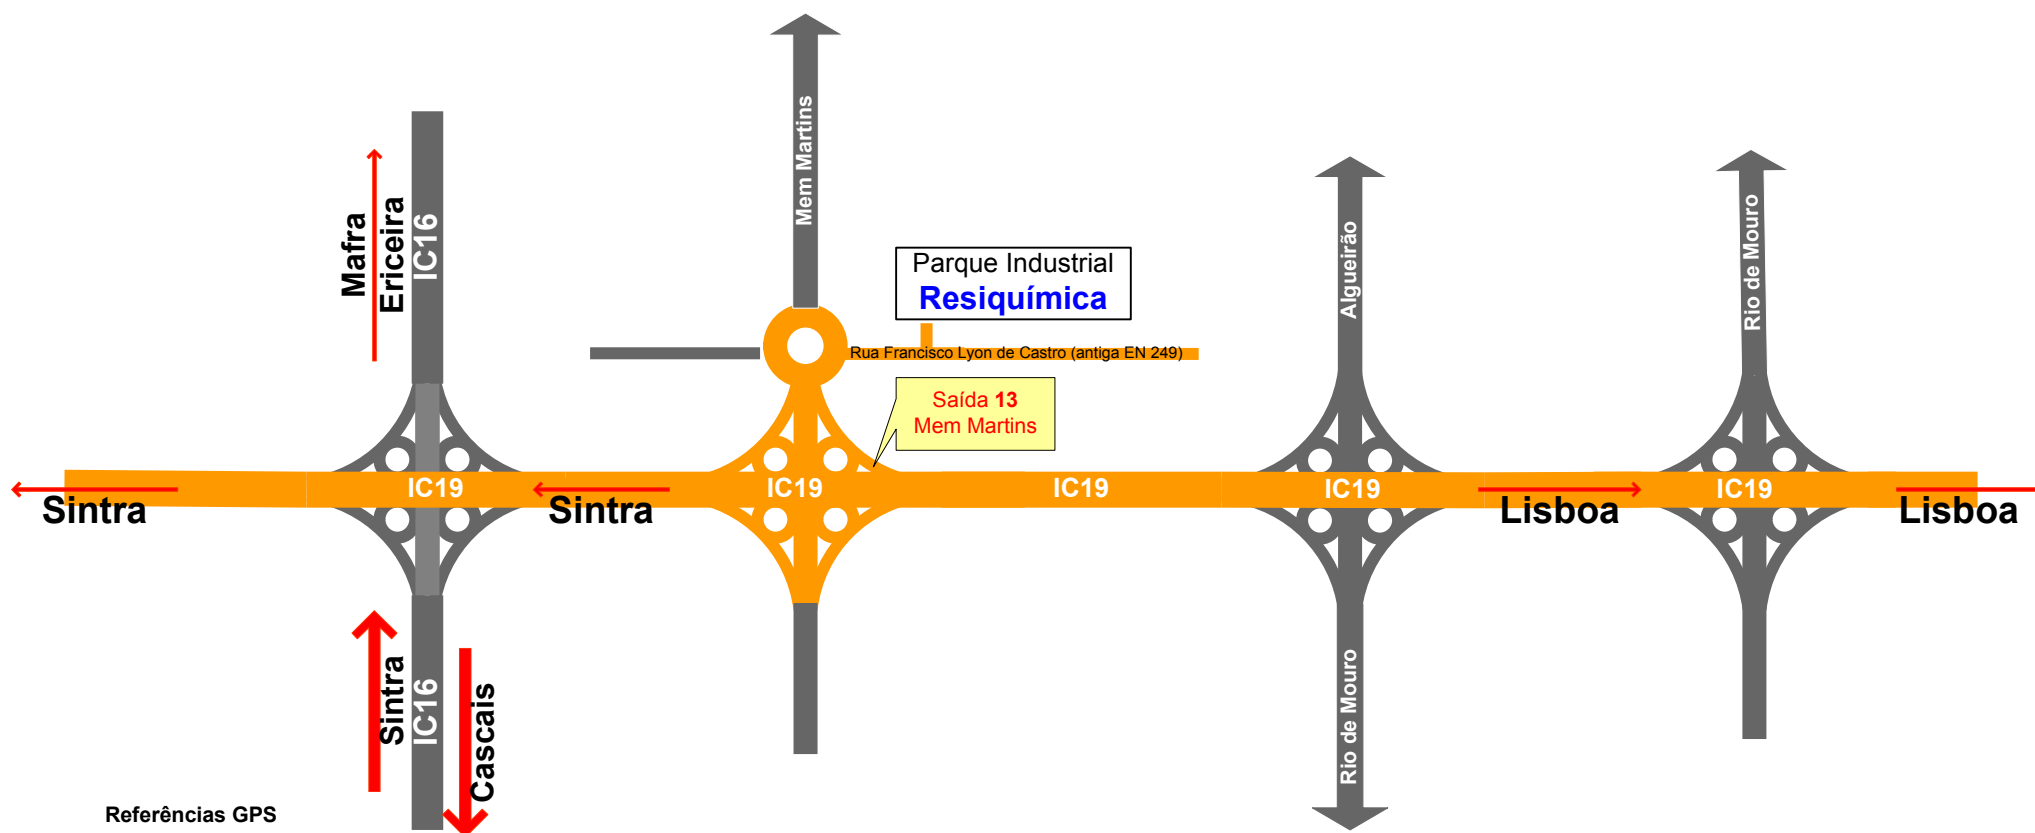 Mem Martins
Mafra
Ericeira
IC16
Parque Industrial
Resiquímica
Algueirão
Rio de Mouro
Rua Francisco Lyon de Castro (antiga EN 249)
Saída 13
Mem Martins
IC19
IC19
IC19
IC19
IC19
Sintra
Sintra
Lisboa
Lisboa
Sintra
IC16
Cascais
Rio de Mouro
Referências GPS